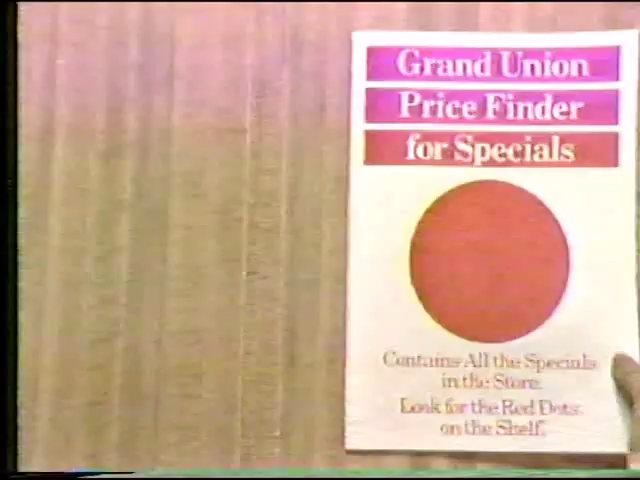 Grand Union
Price Finder
for Specials
Contains All the Specials
in the Store.
Look for the Red Dots
on the Shelf.